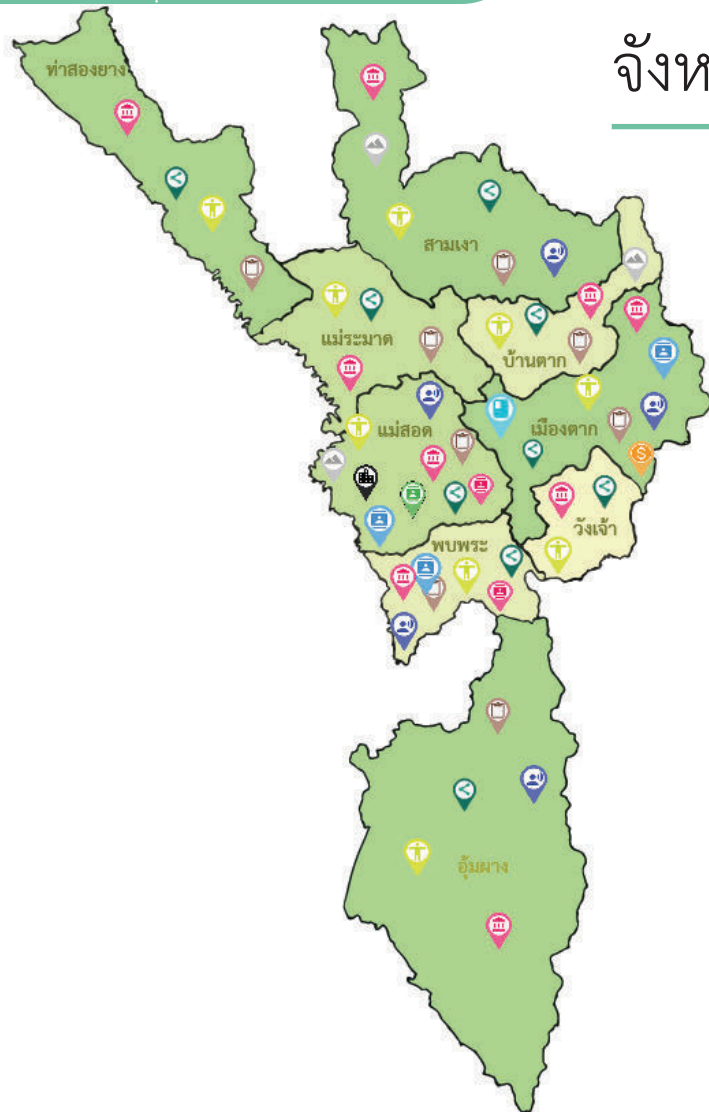 จังห
ท่าสองยาง
สามเงา
แม่ระมาด
บ้านตาก
แม่สอด
เมืองตาก
วังเจ้า
พบพระ
อุ้มผาง